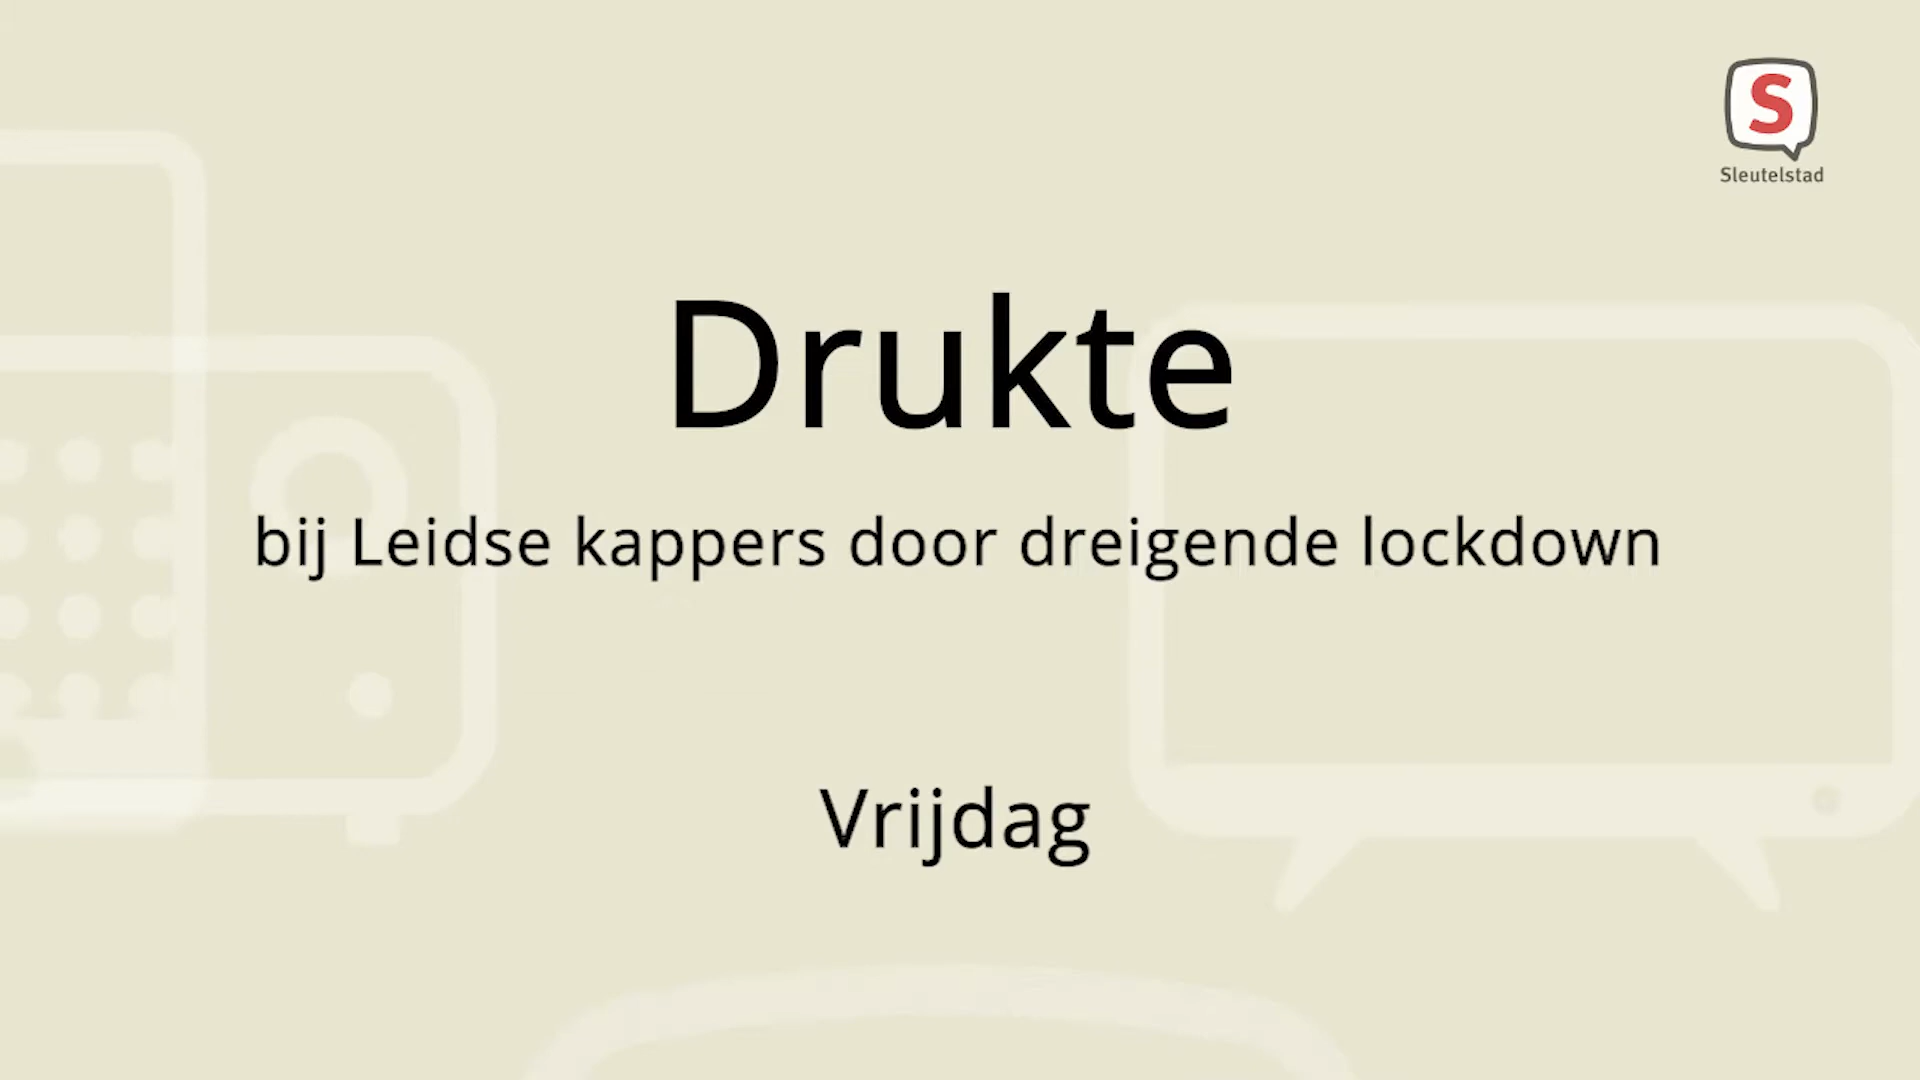 S
Sleutelstad
Drukte
bij Leidse kappers door dreigende lockdown
Vrijdag